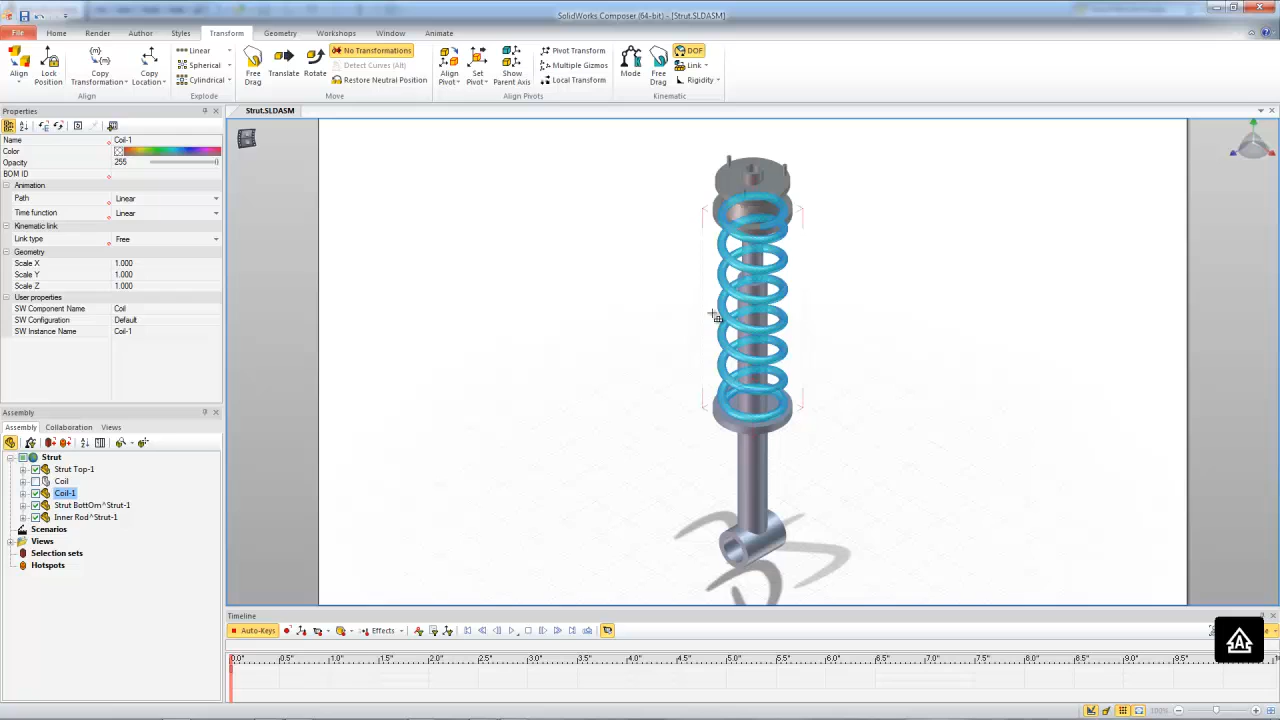 SolidWorks Composer (64-bit) - [Strut.SLDASM]
File Home Render Author Styles Transform Geometry Workshops Window Animate
Align
Lock Position
Copy Transformation
Copy Location
Linear
Spherical
Cylindrical
Free Drag
Translate
Rotate
No Transformations
Detect Curves (Alt)
Restore Neutral Position
Align Pivot
Set Pivot
Show Parent Axis
Pivot Transform
Multiple Gizmos
Local Transform
Mode
Free Drag
DOF
Link
Rigidity
Align Explode Move Align Pivots Kinematic
Properties
Strut.SLDASM
Name Coil-1
Color
Opacity 255
BOM ID
Animation
Path Linear
Time function Linear
Kinematic link
Link type Free
Geometry
Scale X 1.000
Scale Y 1.000
Scale Z 1.000
User properties
SW Component Name Coil
SW Configuration Default
SW Instance Name Coil-1
Assembly
Assembly Collaboration Views
Strut
Strut Top-1
Coil
Coil-1
Strut BottOm^Strut-1
Inner Rod^Strut-1
Scenarios
Views
Selection sets
Hotspots
Timeline
Auto-Keys Effects
0.0" 0.5" 1.0" 1.5" 2.0" 2.5" 3.0" 3.5" 4.0" 4.5" 5.0" 5.5" 6.0" 6.5" 7.0" 7.5" 8.0" 8.5" 9.0" 9.5"
100%